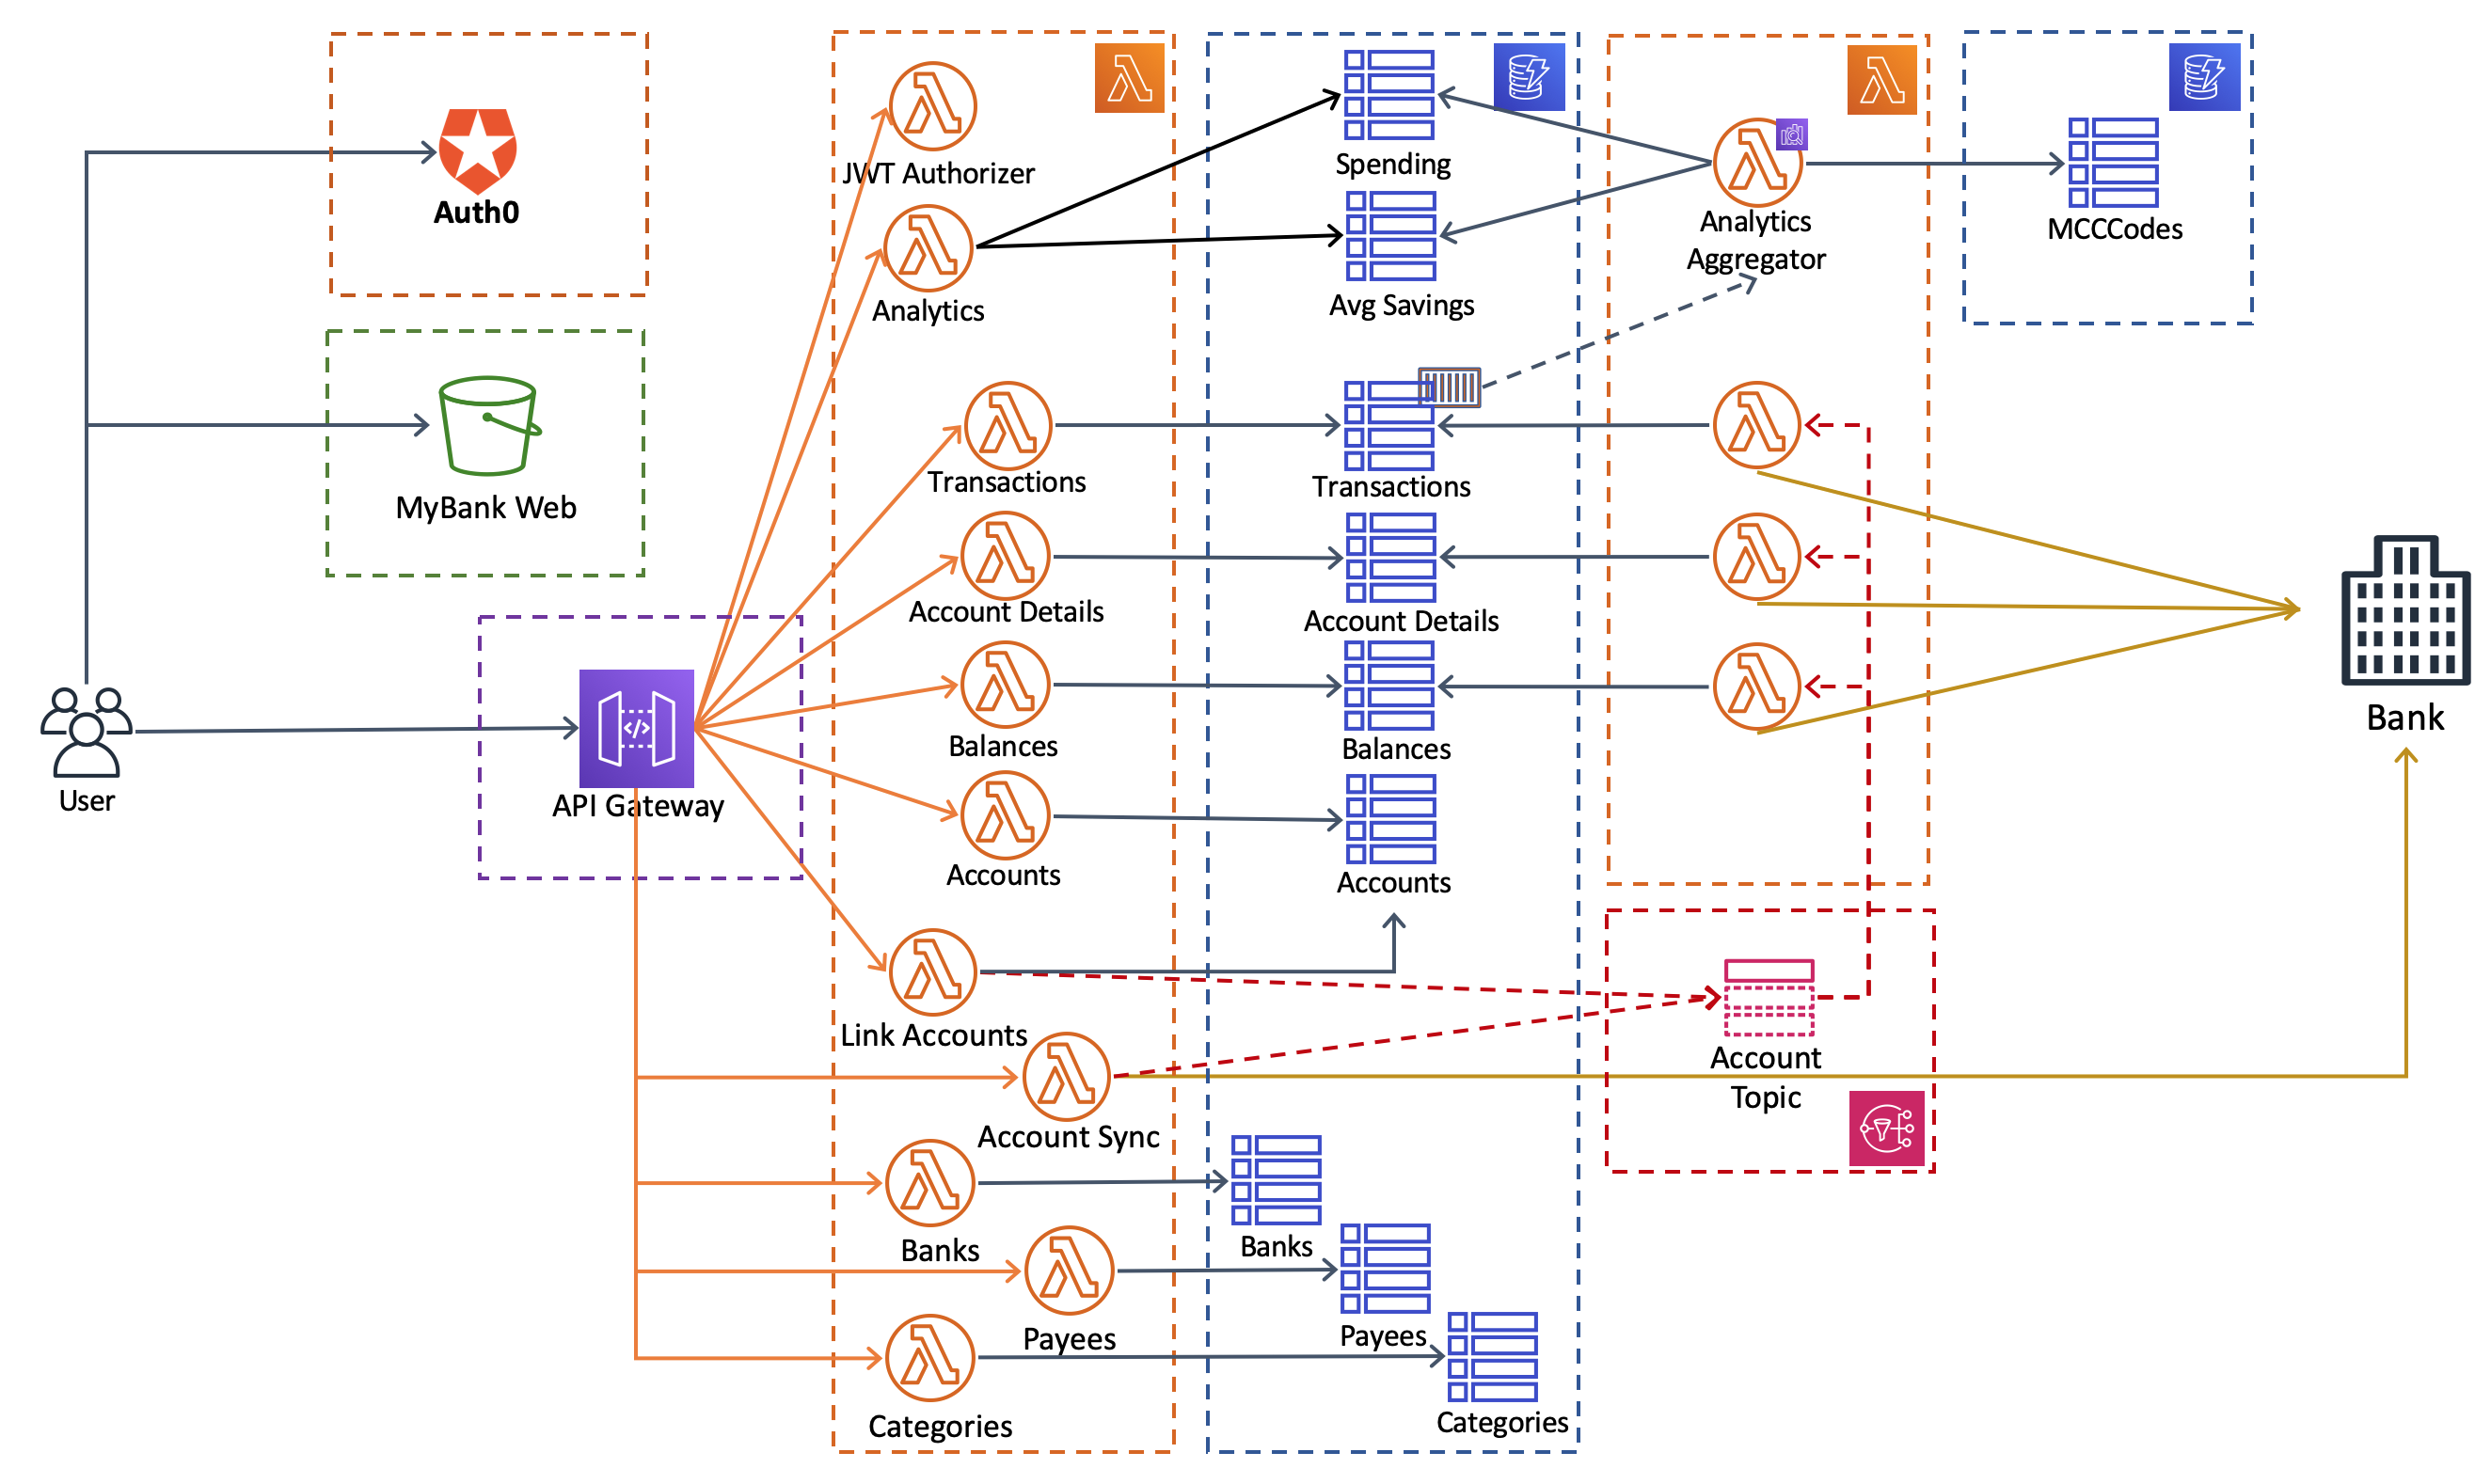 Auth0
MyBank Web
User
API Gateway
JWT Authorizer
Analytics
Transactions
Account Details
Balances
Accounts
Link Accounts
Account Sync
Banks
Payees
Categories
Spending
Avg Savings
Transactions
Account Details
Balances
Accounts
Banks
Payees
Categories
Analytics
Aggregator
Account
Topic
MCCCodes
Bank